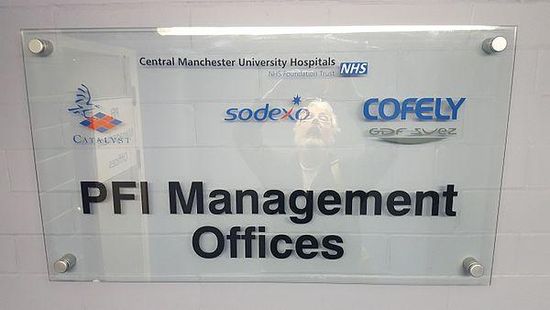 Central Manchester University Hospitals
NHS Foundation Trust NHS
CATALYST
sodexo
COFELY
GDF SUEZ
PFI Management
Offices